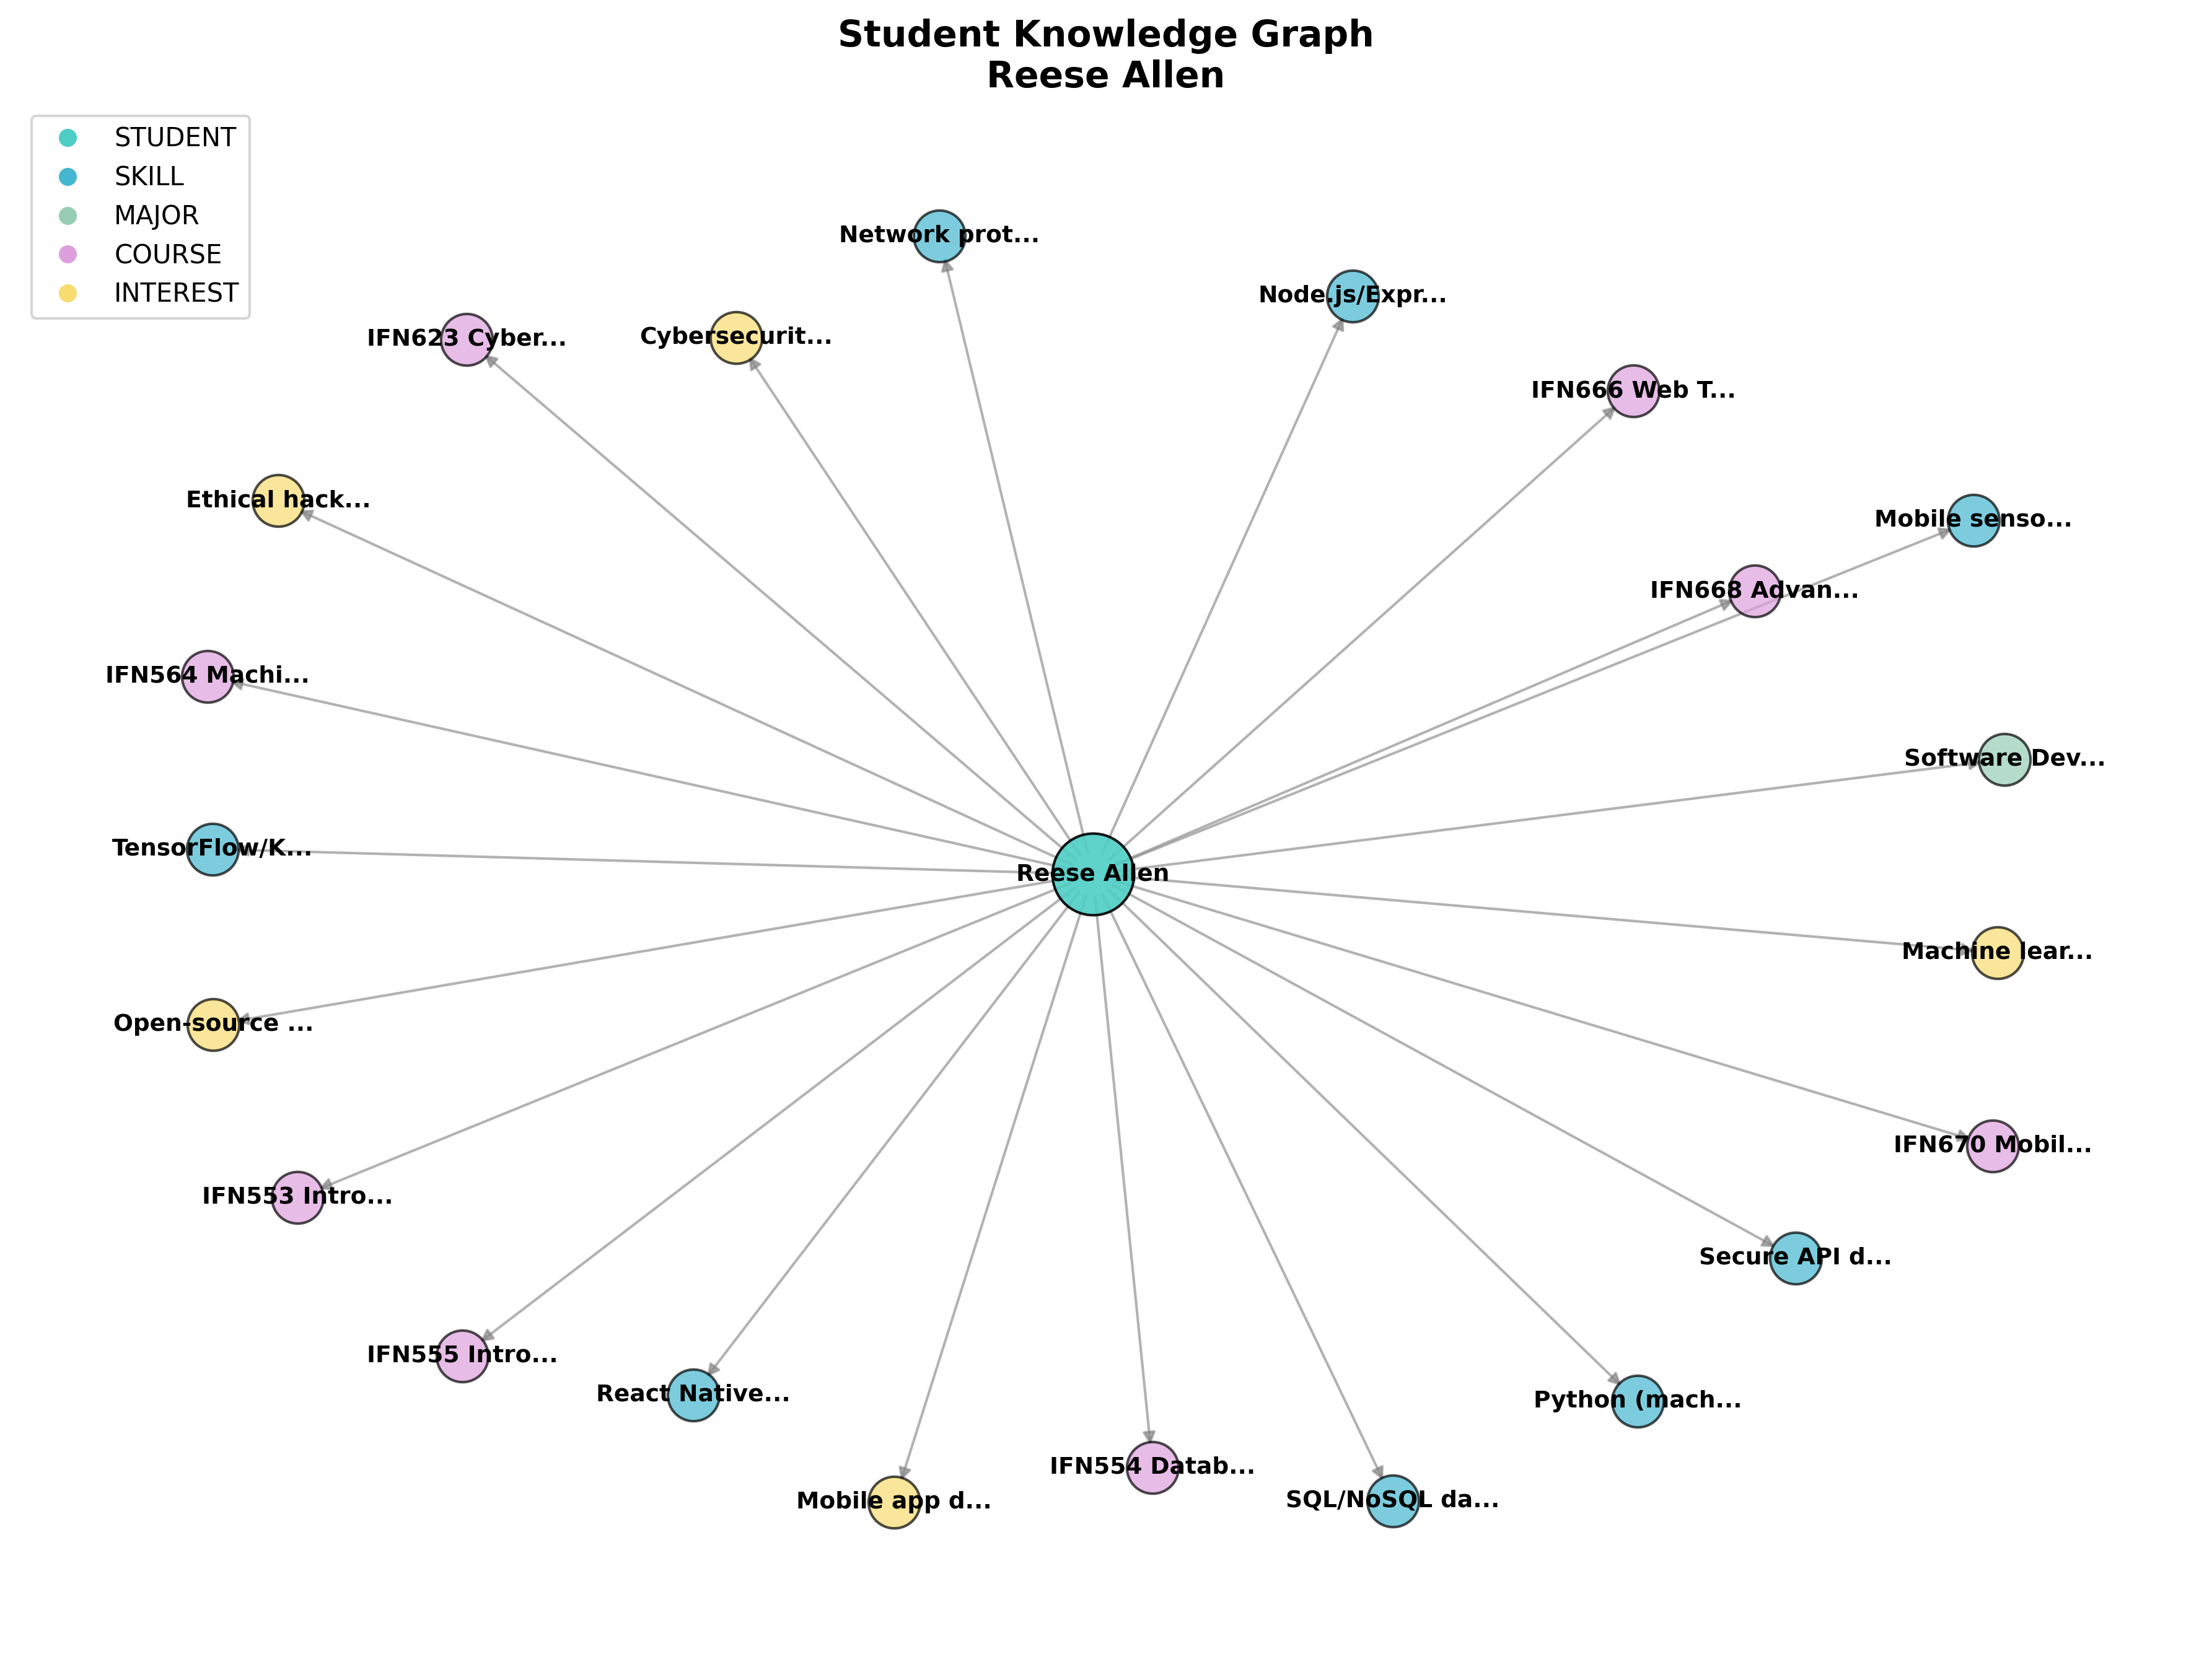 Student Knowledge Graph
Reese Allen
STUDENT
SKILL
MAJOR
COURSE
INTEREST
Network prot...
Node.js/Expr...
IFN623 Cyber...
Cybersecurit...
IFN666 Web T...
Ethical hack...
Mobile senso...
IFN668 Advan...
IFN564 Machi...
Software Dev...
TensorFlow/K...
Reese Allen
Machine lear...
Open-source ...
IFN670 Mobil...
IFN553 Intro...
Secure API d...
IFN555 Intro...
React Native...
Python (mach...
IFN554 Datab...
Mobile app d...
SQL/NoSQL da...